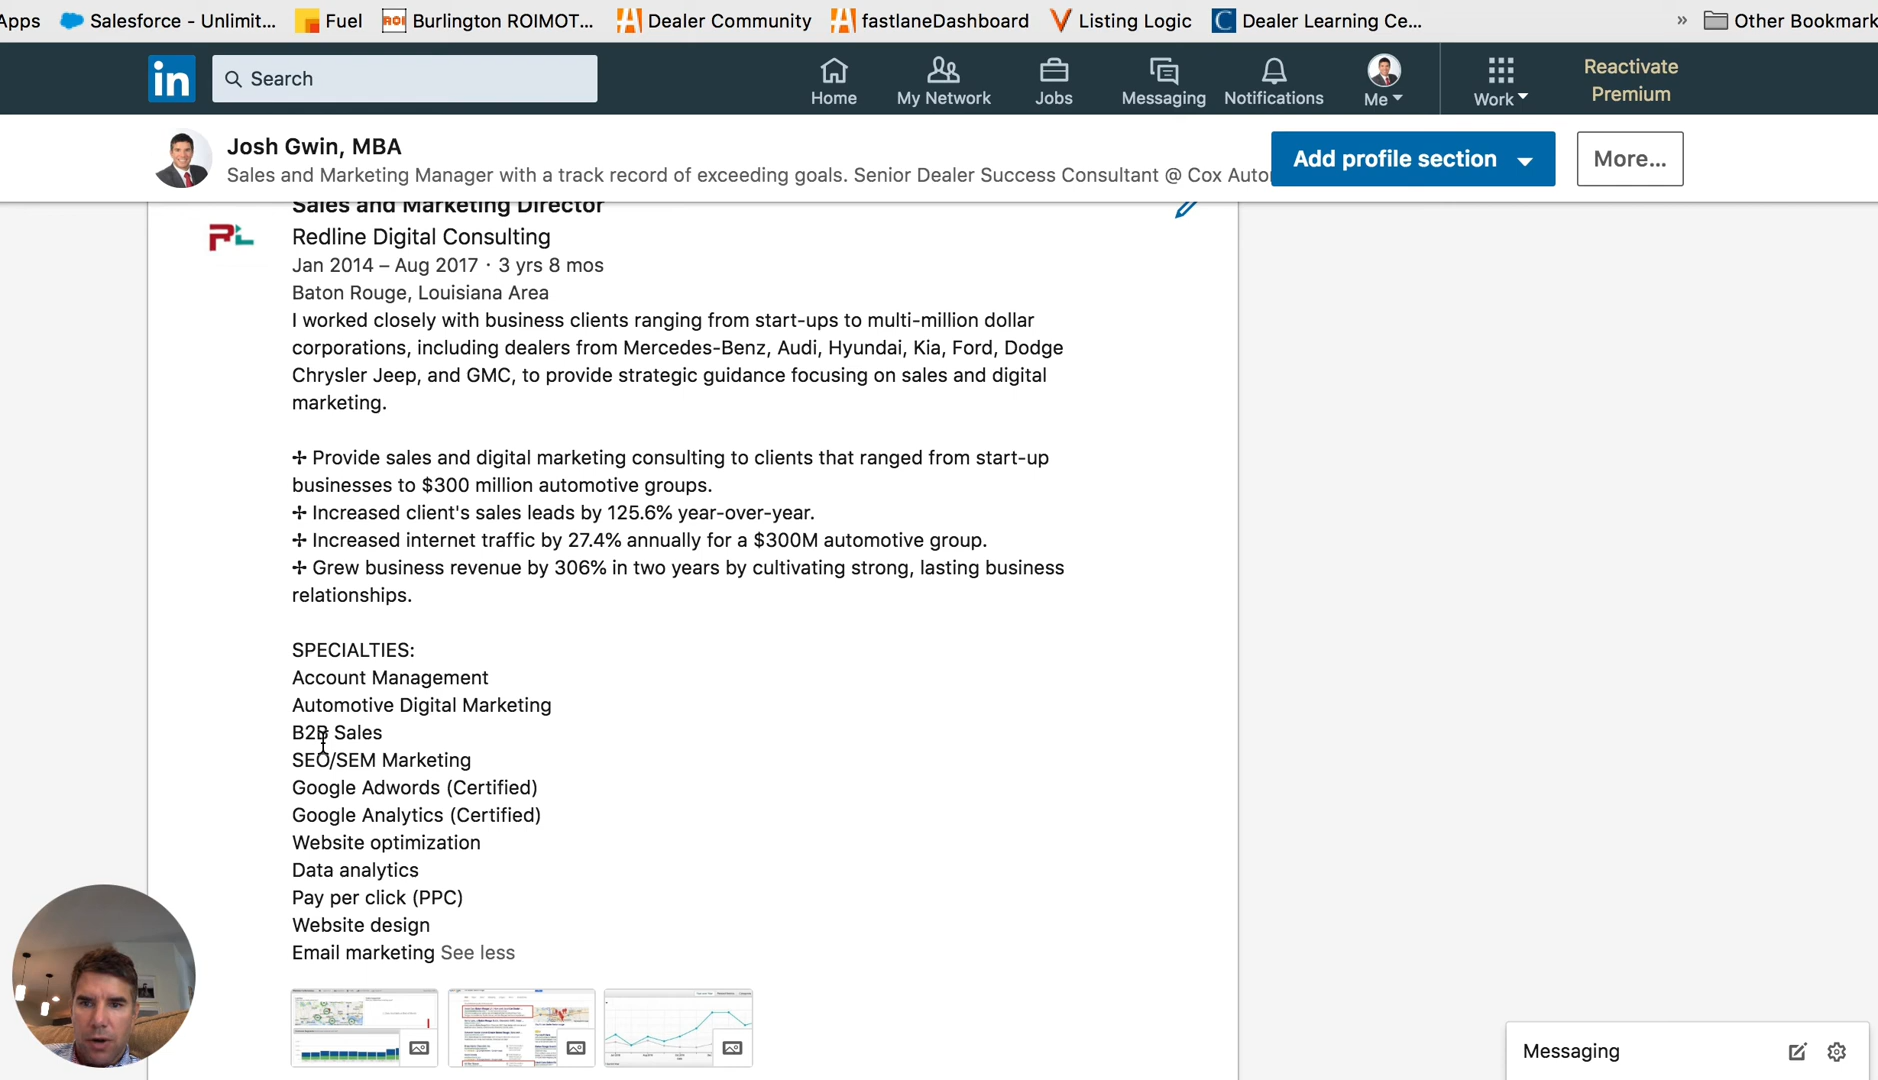 Apps Salesforce - Unlimit... Fuel ROI Burlington ROIMOT... Dealer Community fastlaneDashboard Listing Logic Dealer Learning Ce... » Other Bookmark
in Search Home My Network Jobs Messaging Notifications Me Work Reactivate
Premium
Josh Gwin, MBA
Sales and Marketing Manager with a track record of exceeding goals. Senior Dealer Success Consultant @ Cox Auto
Add profile section
More...
Sales and Marketing Director
Redline Digital Consulting
Jan 2014 – Aug 2017 · 3 yrs 8 mos
Baton Rouge, Louisiana Area
I worked closely with business clients ranging from start-ups to multi-million dollar
corporations, including dealers from Mercedes-Benz, Audi, Hyundai, Kia, Ford, Dodge
Chrysler Jeep, and GMC, to provide strategic guidance focusing on sales and digital
marketing.
✢ Provide sales and digital marketing consulting to clients that ranged from start-up
businesses to $300 million automotive groups.
✢ Increased client's sales leads by 125.6% year-over-year.
✢ Increased internet traffic by 27.4% annually for a $300M automotive group.
✢ Grew business revenue by 306% in two years by cultivating strong, lasting business
relationships.
SPECIALTIES:
Account Management
Automotive Digital Marketing
B2B Sales
SEO/SEM Marketing
Google Adwords (Certified)
Google Analytics (Certified)
Website optimization
Data analytics
Pay per click (PPC)
Website design
Email marketing See less
Messaging